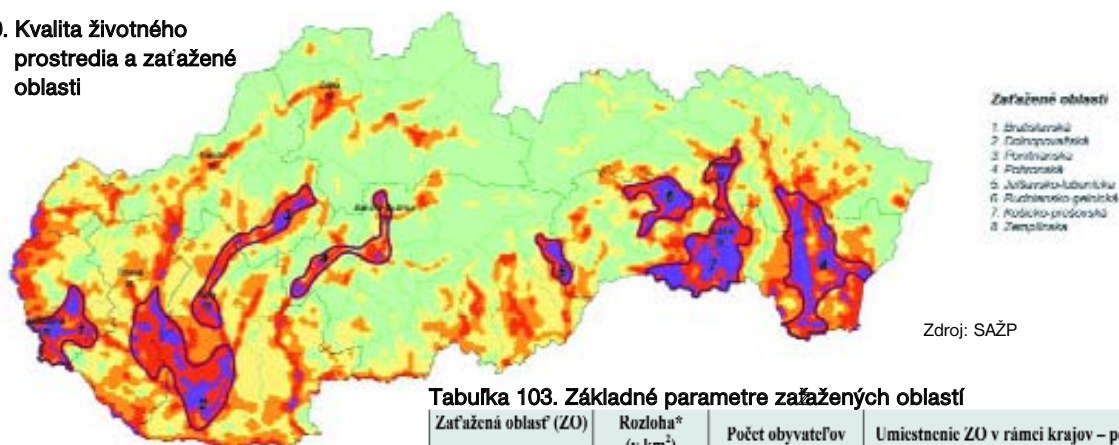 . Kvalita životného
prostredia a zaťažené
oblasti
Zaťažené oblasti
1 Bratislavská
2 Dolnopovažská
3 Ponitrianska
4 Pohronská
5 Jelšavsko-lubenícka
6 Rudniansko-gelnická
7 Košicko-prešovská
8 Zemplínska
Zdroj: SAŽP
Tabuľka 103. Základné parametre zaťažených oblastí
Zaťažená oblasť (ZO)
Rozloha*
(v km²)
Počet obyvateľov
Umiestnenie ZO v rámci krajov – p